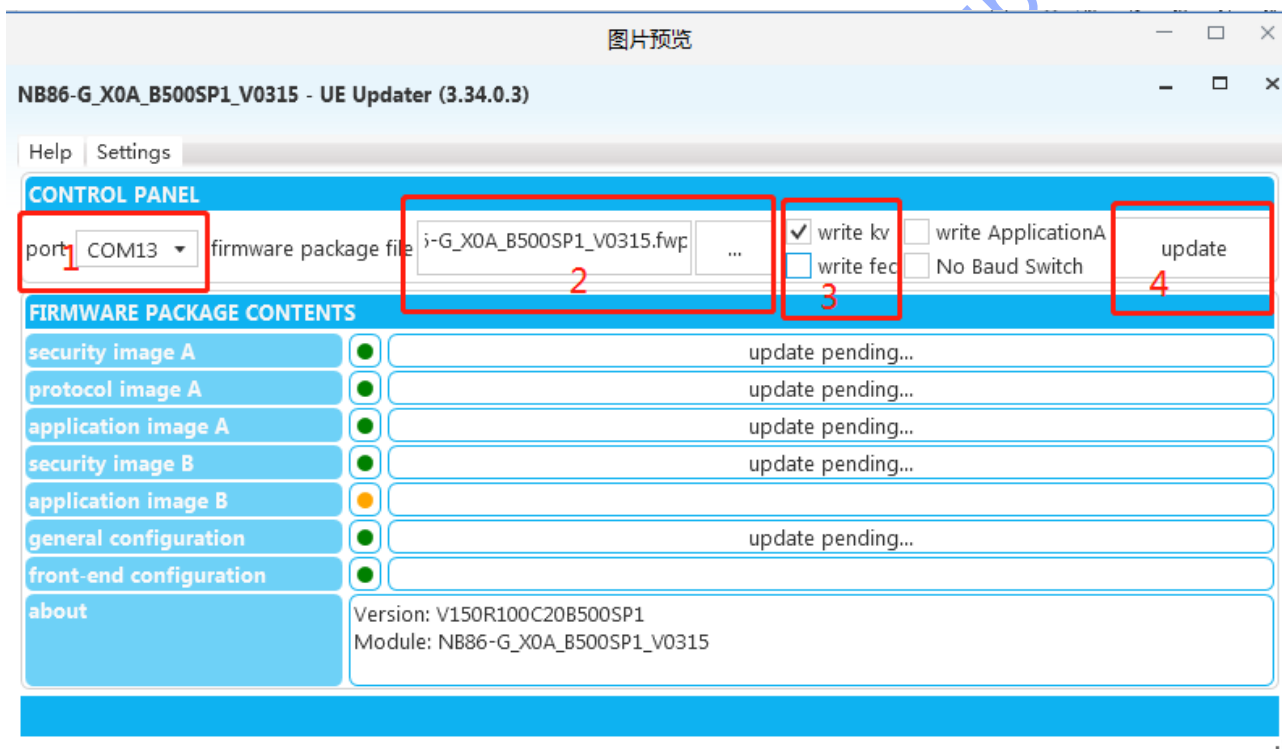 图片预览
NB86-G_X0A_B500SP1_V0315 - UE Updater (3.34.0.3)
Help Settings
CONTROL PANEL
port 1 COM13 firmware package file 5-G_X0A_B500SP1_V0315.fwp ... write kv write ApplicationA update
2 write fec No Baud Switch
3 4
FIRMWARE PACKAGE CONTENTS
security image A update pending...
protocol image A update pending...
application image A update pending...
security image B update pending...
application image B
general configuration update pending...
front-end configuration
about Version: V150R100C20B500SP1
Module: NB86-G_X0A_B500SP1_V0315